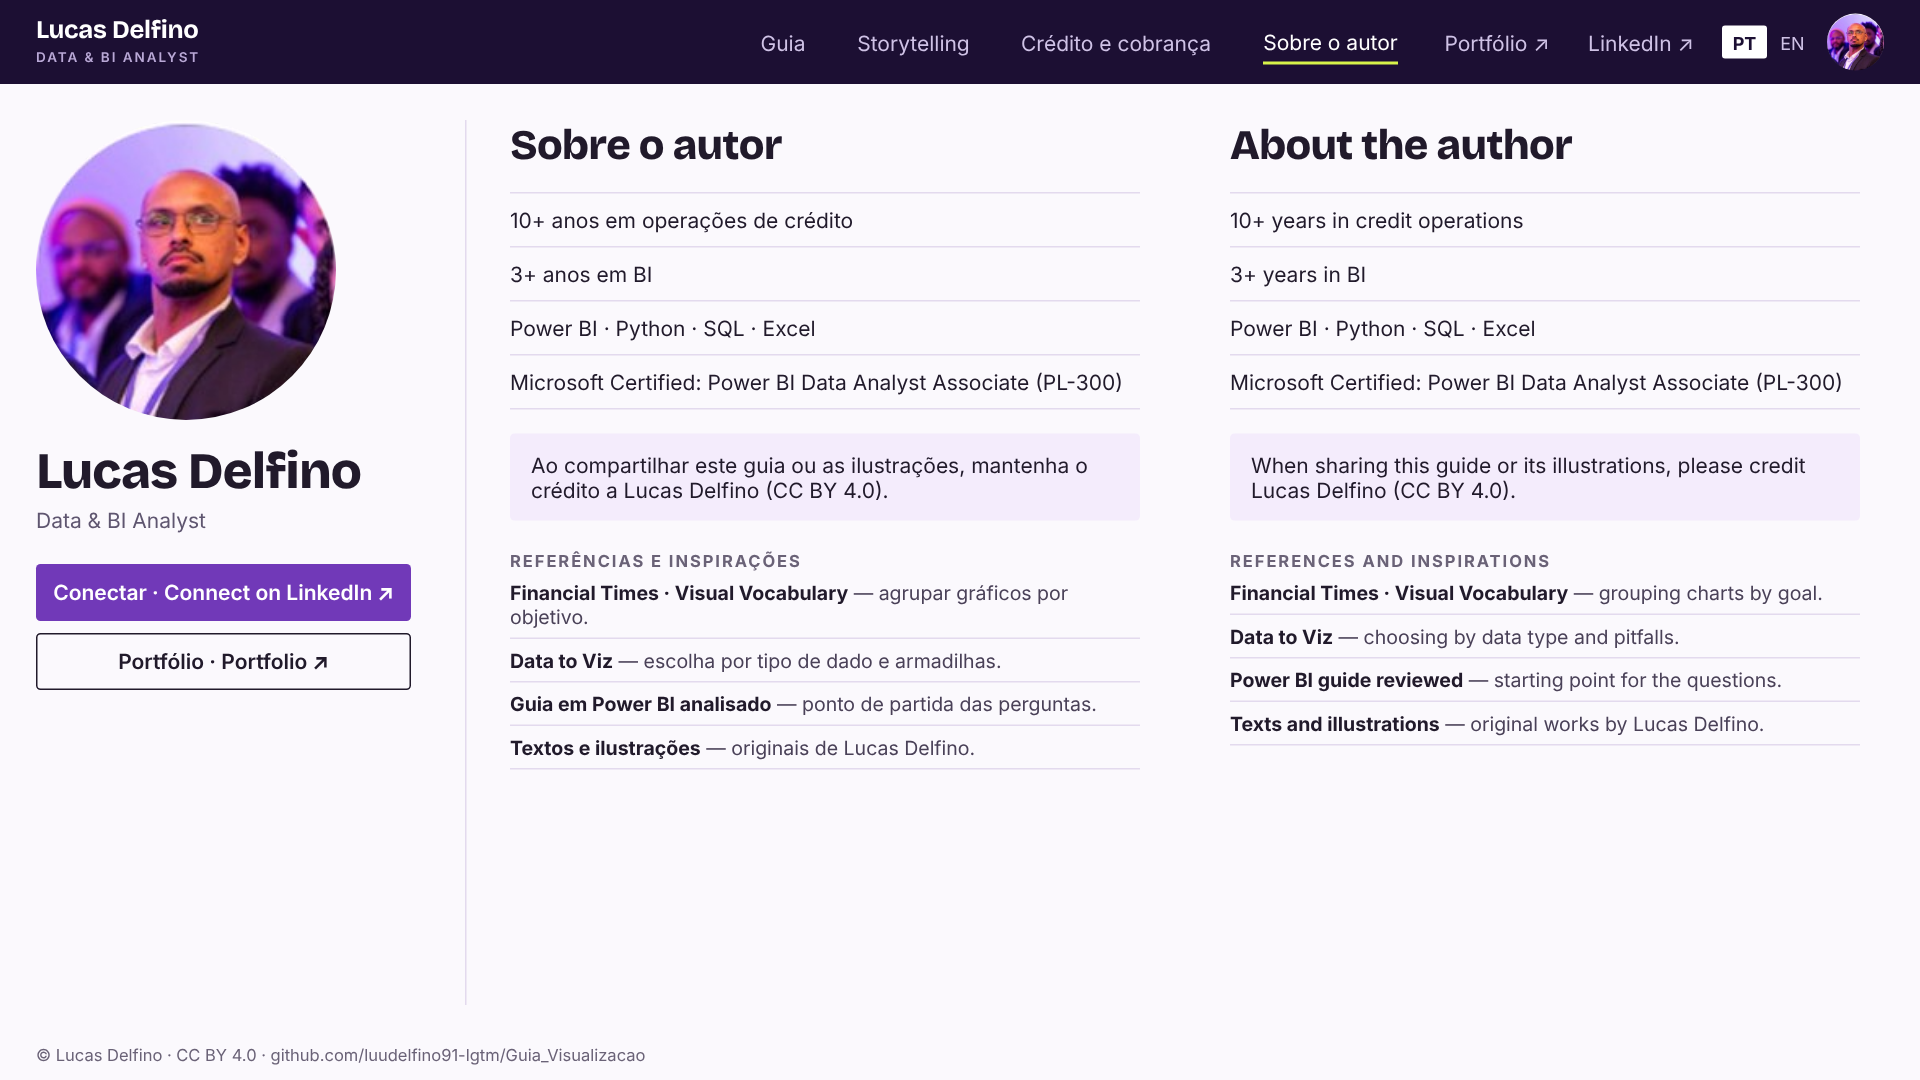 Lucas Delfino
DATA & BI ANALYST
Guia
Storytelling
Crédito e cobrança
Sobre o autor
Portfólio ↗
LinkedIn ↗
PT
EN
Lucas Delfino
Data & BI Analyst
Conectar · Connect on LinkedIn ↗
Portfólio · Portfolio ↗
Sobre o autor
10+ anos em operações de crédito
3+ anos em BI
Power BI · Python · SQL · Excel
Microsoft Certified: Power BI Data Analyst Associate (PL-300)
Ao compartilhar este guia ou as ilustrações, mantenha o
crédito a Lucas Delfino (CC BY 4.0).
REFERÊNCIAS E INSPIRAÇÕES
Financial Times · Visual Vocabulary — agrupar gráficos por
objetivo.
Data to Viz — escolha por tipo de dado e armadilhas.
Guia em Power BI analisado — ponto de partida das perguntas.
Textos e ilustrações — originais de Lucas Delfino.
About the author
10+ years in credit operations
3+ years in BI
Power BI · Python · SQL · Excel
Microsoft Certified: Power BI Data Analyst Associate (PL-300)
When sharing this guide or its illustrations, please credit
Lucas Delfino (CC BY 4.0).
REFERENCES AND INSPIRATIONS
Financial Times · Visual Vocabulary — grouping charts by goal.
Data to Viz — choosing by data type and pitfalls.
Power BI guide reviewed — starting point for the questions.
Texts and illustrations — original works by Lucas Delfino.
© Lucas Delfino · CC BY 4.0 · github.com/luudelfino91-lgtm/Guia_Visualizacao